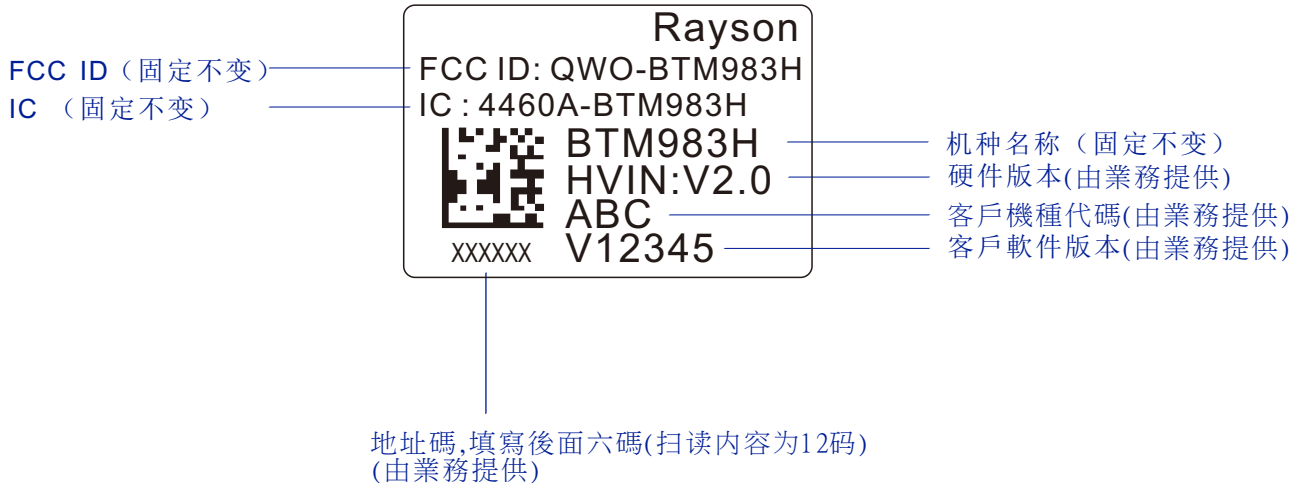 Rayson
FCC ID（固定不变）
FCC ID: QWO-BTM983H
IC （固定不变）
IC : 4460A-BTM983H
BTM983H
机种名称（固定不变）
HVIN:V2.0
硬件版本(由業務提供)
ABC
客戶機種代碼(由業務提供)
XXXXXX
V12345
客戶軟件版本(由業務提供)
地址碼,填寫後面六碼(扫读内容为12码)
(由業務提供)